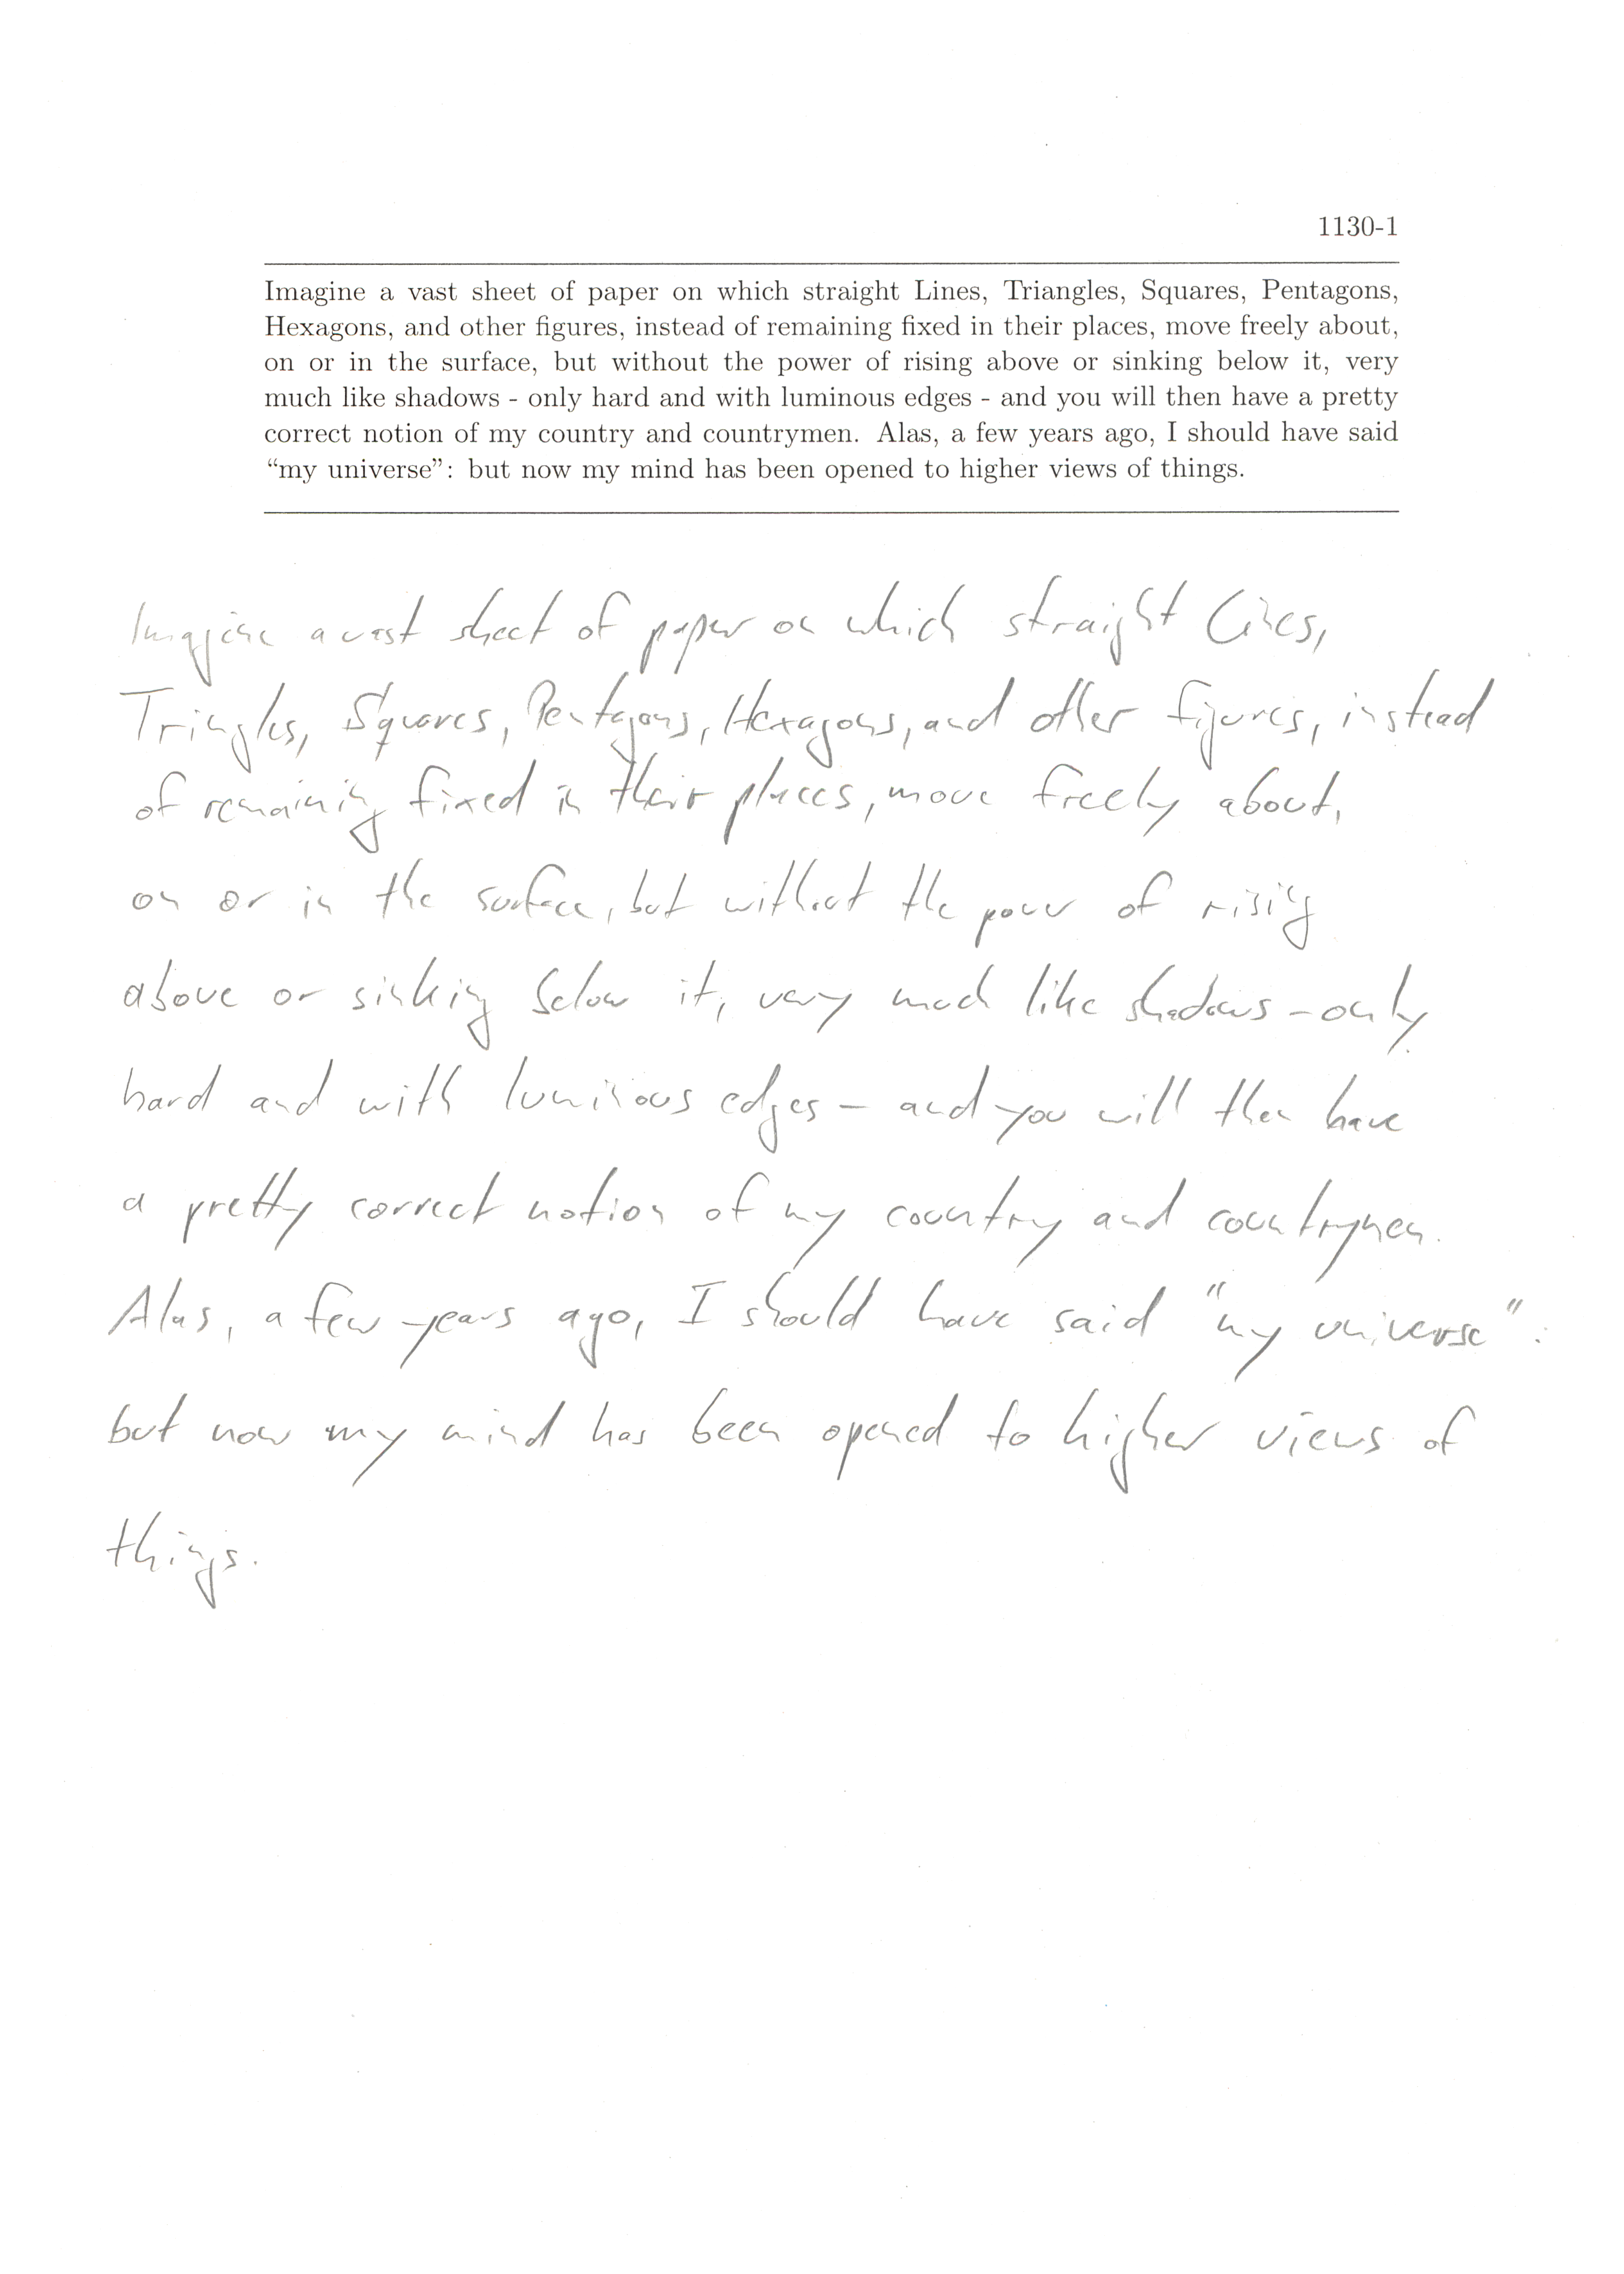 1130-1
Imagine a vast sheet of paper on which straight Lines, Triangles, Squares, Pentagons,
Hexagons, and other figures, instead of remaining fixed in their places, move freely about,
on or in the surface, but without the power of rising above or sinking below it, very
much like shadows - only hard and with luminous edges - and you will then have a pretty
correct notion of my country and countrymen. Alas, a few years ago, I should have said
“my universe”: but now my mind has been opened to higher views of things.
Imagine a vast sheet of paper on which straight Lines,
Triangles, Squares, Pentagons, Hexagons, and other figures, instead
of remaining fixed in their places, move freely about,
on or in the surface, but without the power of rising
above or sinking below it, very much like shadows - only
hard and with luminous edges - and you will then have
a pretty correct notion of my country and countrymen.
Alas, a few years ago, I should have said "my universe":
but now my mind has been opened to higher views of
things.